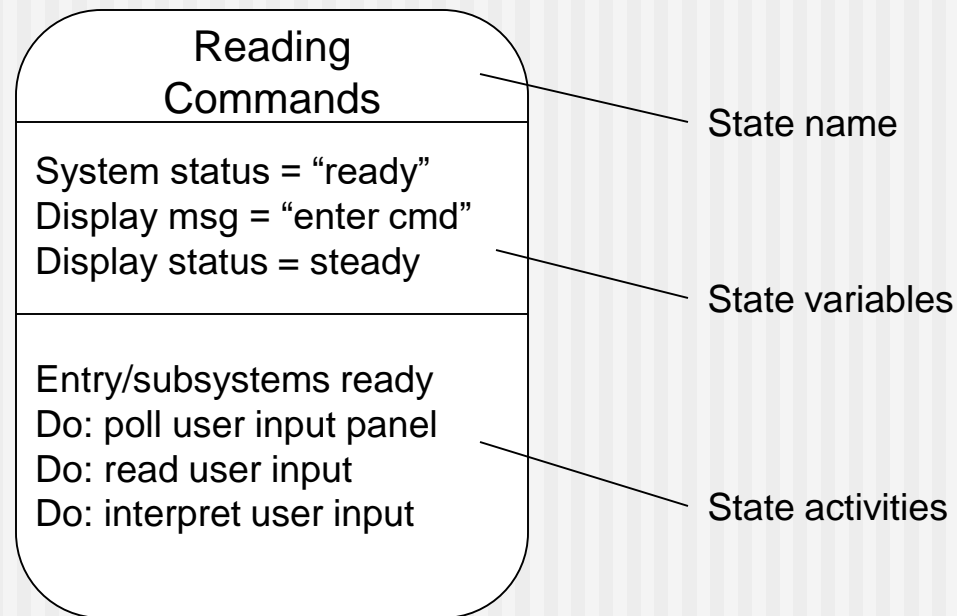 Reading
Commands
State name
System status = “ready”
Display msg = “enter cmd”
Display status = steady
State variables
Entry/subsystems ready
Do: poll user input panel
Do: read user input
Do: interpret user input
State activities